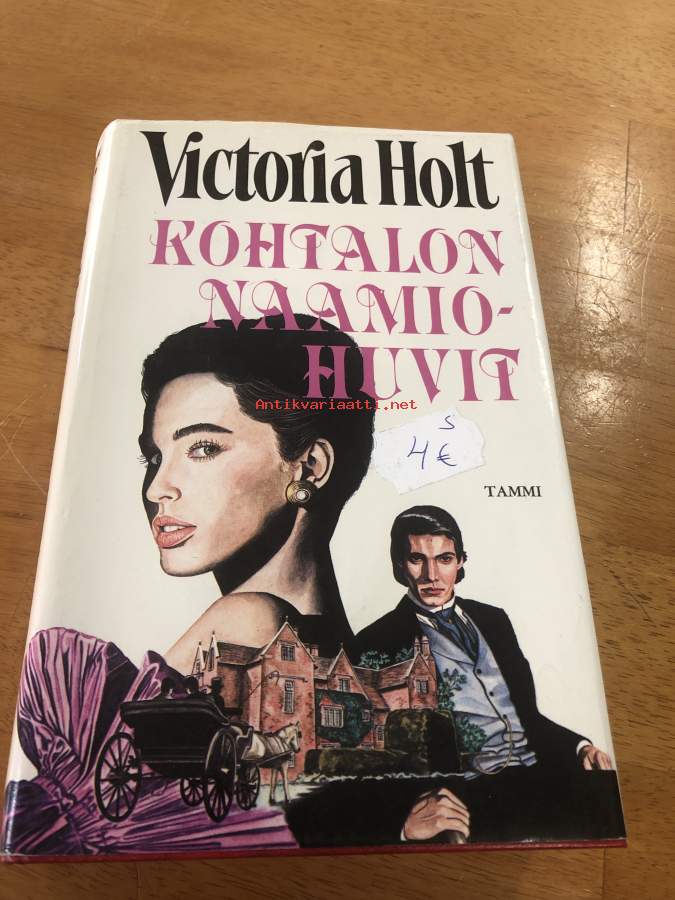 Victoria Holt
KOHTALON
NAAMIO-
HUVIT
Antikvariaatti.net
s
4€
TAMMI